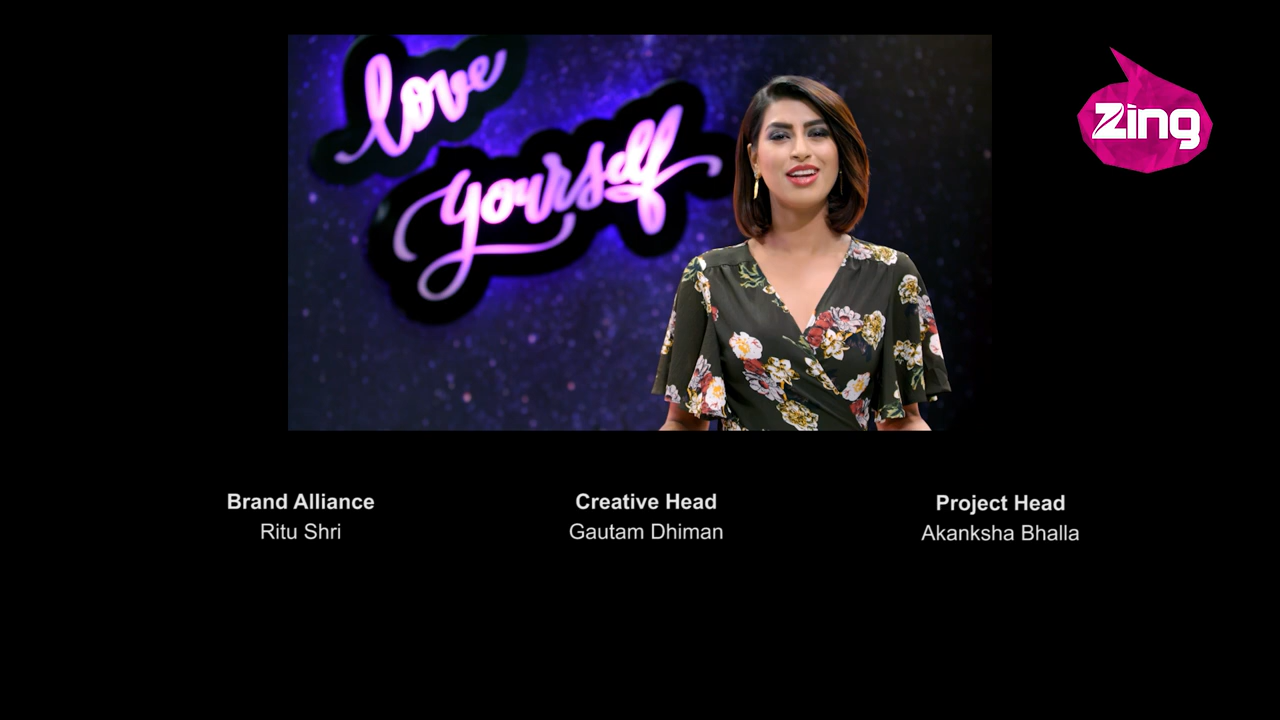 love
yourself
Zing
Brand Alliance
Ritu Shri
Creative Head
Gautam Dhiman
Project Head
Akanksha Bhalla